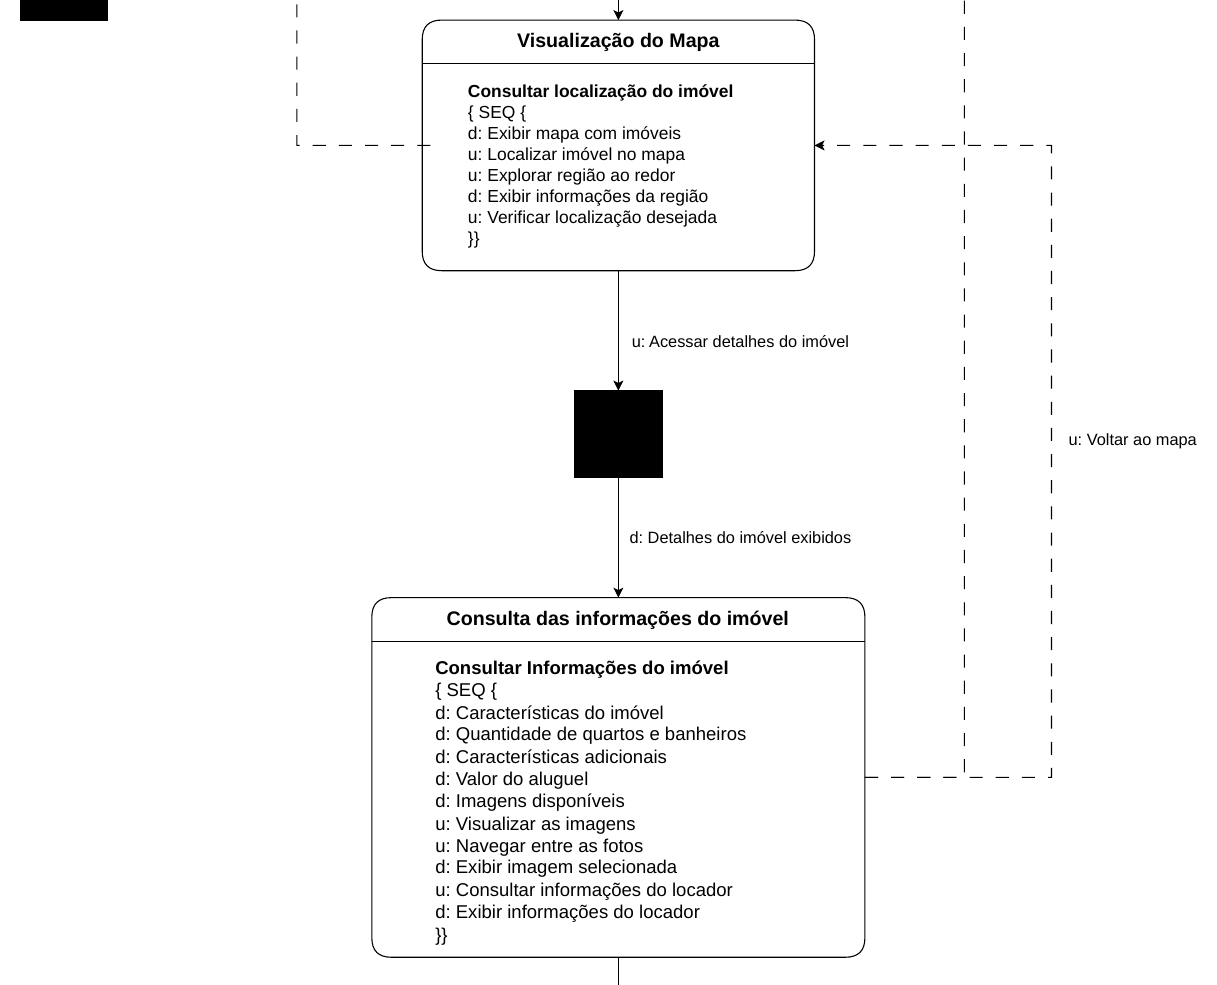 Visualização do Mapa
Consultar localização do imóvel
{ SEQ {
d: Exibir mapa com imóveis
u: Localizar imóvel no mapa
u: Explorar região ao redor
d: Exibir informações da região
u: Verificar localização desejada
}}
u: Acessar detalhes do imóvel
u: Voltar ao mapa
d: Detalhes do imóvel exibidos
Consulta das informações do imóvel
Consultar Informações do imóvel
{ SEQ {
d: Características do imóvel
d: Quantidade de quartos e banheiros
d: Características adicionais
d: Valor do aluguel
d: Imagens disponíveis
u: Visualizar as imagens
u: Navegar entre as fotos
d: Exibir imagem selecionada
u: Consultar informações do locador
d: Exibir informações do locador
}}